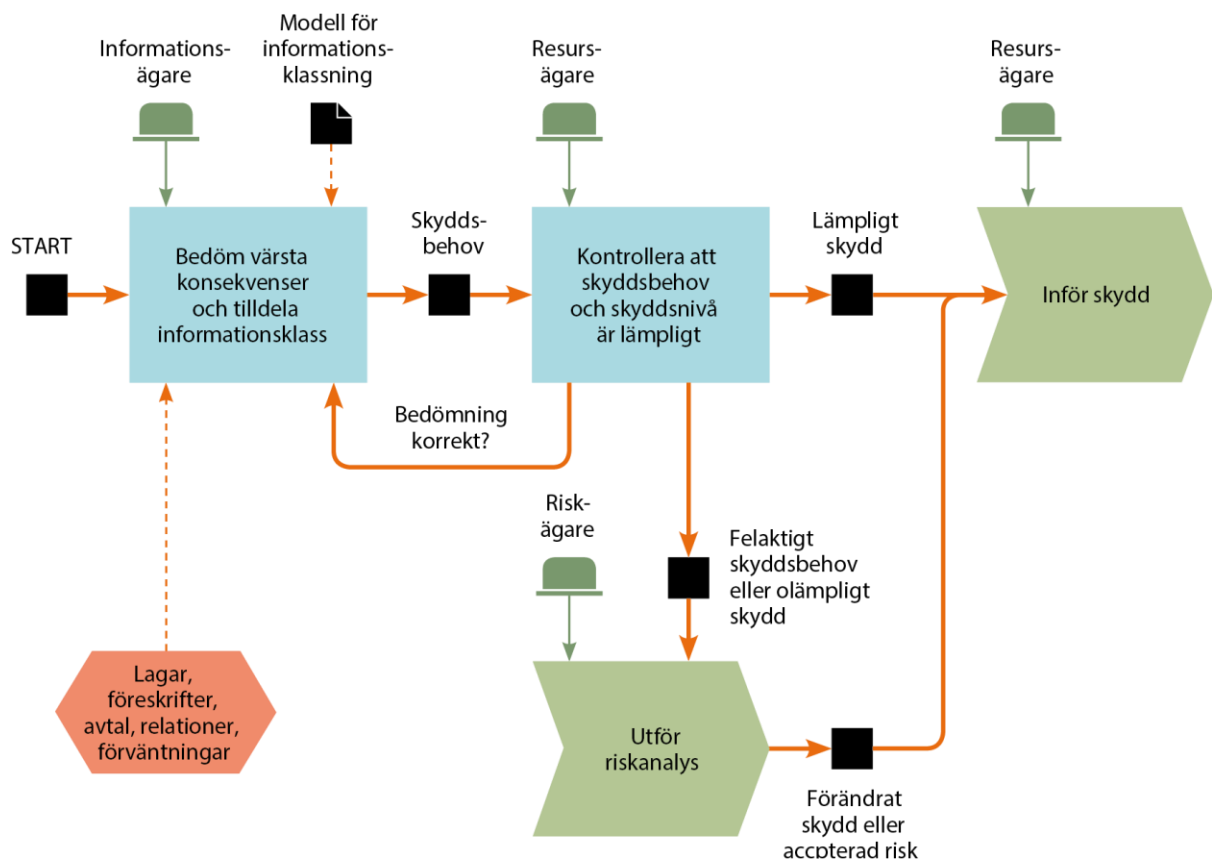 Informations-
ägare
Modell för
informations-
klassning
Resurs-
ägare
Resurs-
ägare
START
Bedöm värsta
konsekvenser
och tilldela
informationsklass
Skydds-
behov
Kontrollera att
skyddsbehov
och skyddsnivå
är lämpligt
Lämpligt
skydd
Inför skydd
Bedömning
korrekt?
Risk-
ägare
Felaktigt
skyddsbehov
eller olämpligt
skydd
Lagar,
föreskrifter,
avtal, relationer,
förväntningar
Utför
riskanalys
Förändrat
skydd eller
accpterad risk